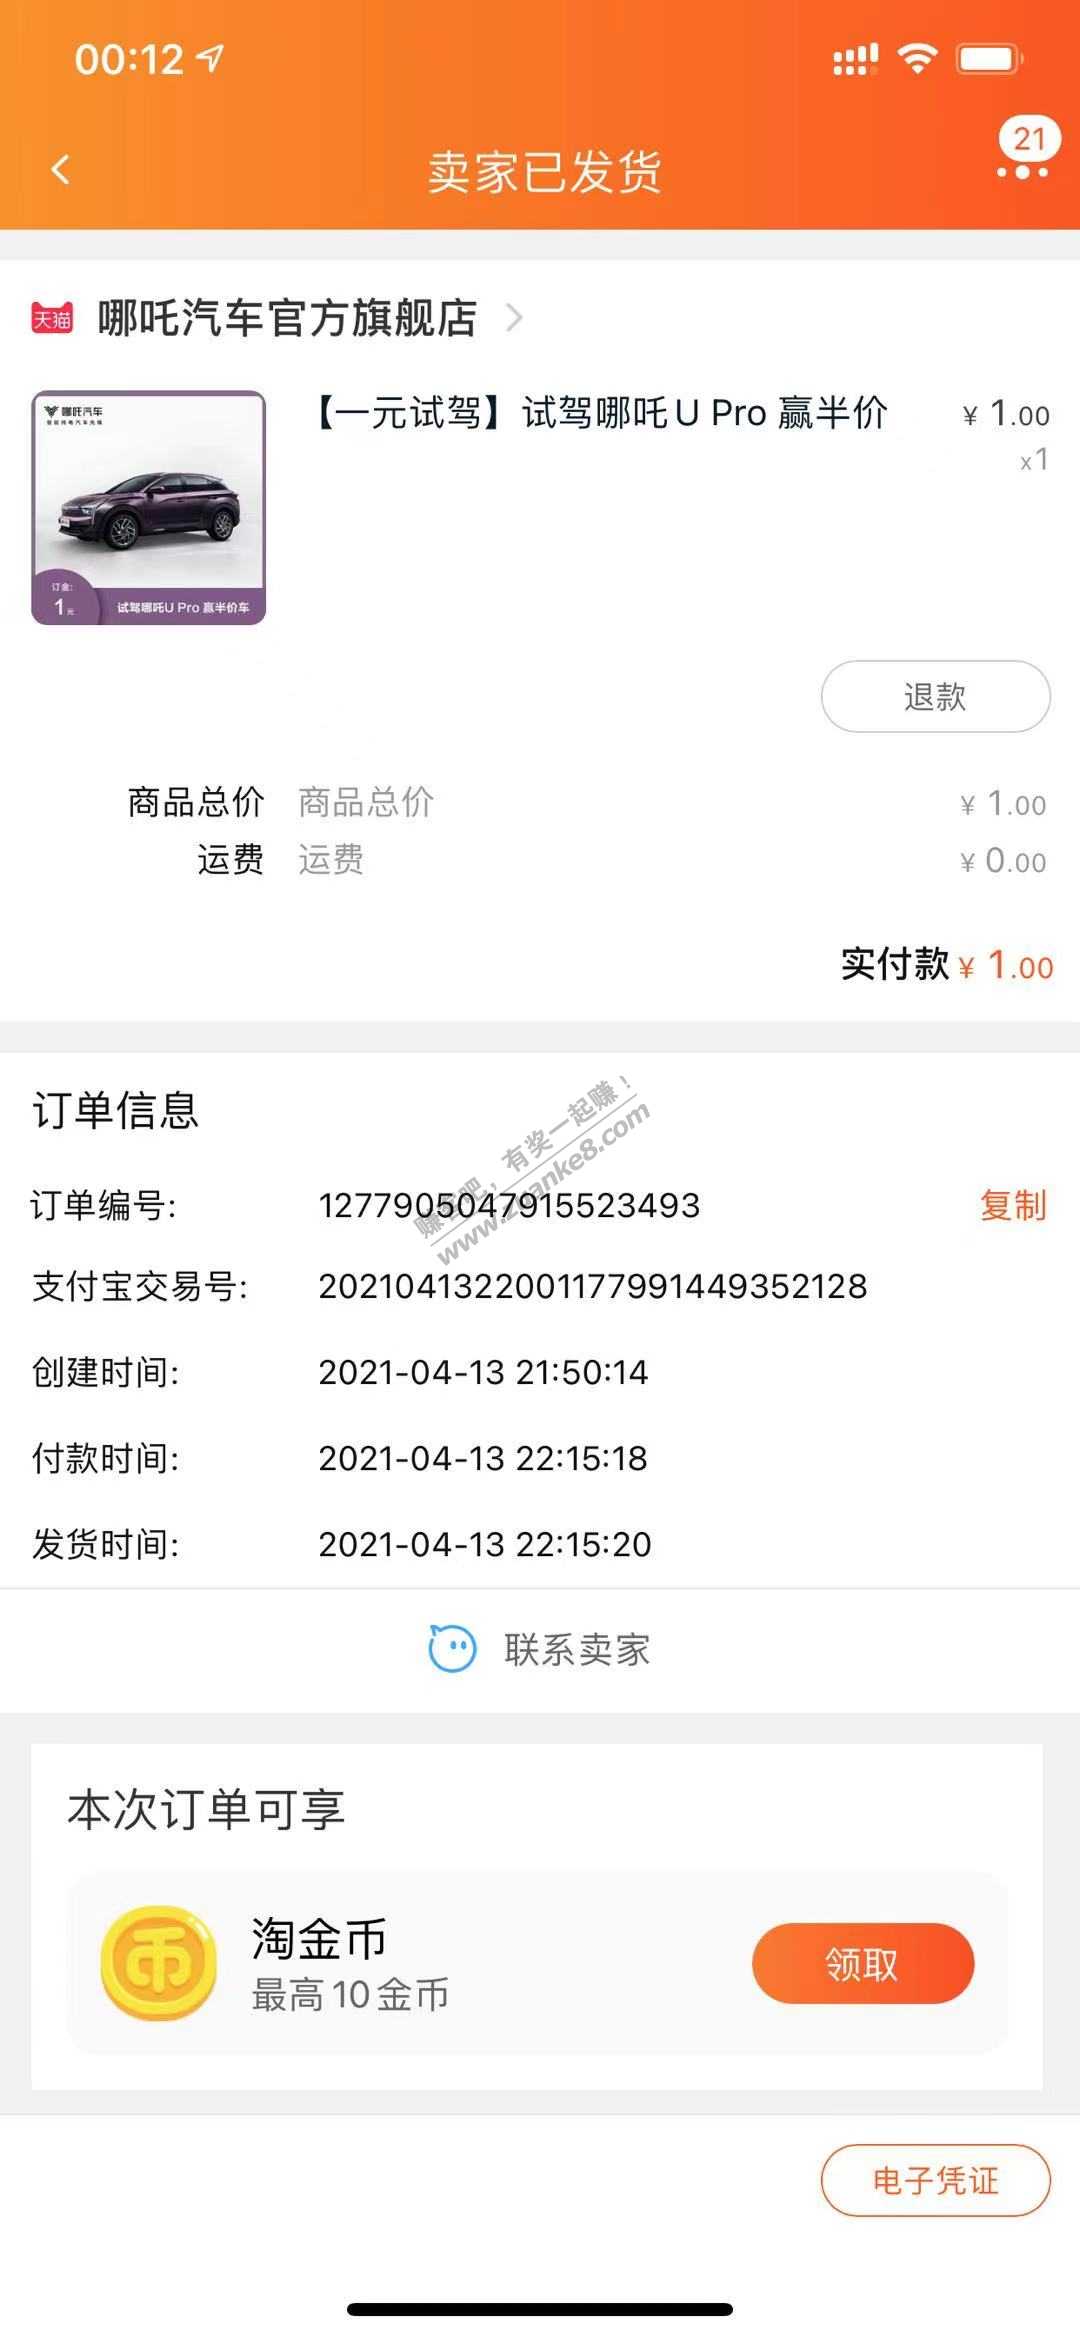 00:12
21
卖家已发货
天猫 哪吒汽车官方旗舰店
哪吒汽车
订金:
1元
试驾哪吒U Pro 赢半价车
【一元试驾】试驾哪吒U Pro 赢半价
¥ 1.00
x1
退款
商品总价 商品总价 ¥ 1.00
运费 运费 ¥ 0.00
实付款 ¥ 1.00
订单信息
赚客吧,有奖一起赚!
www.zuanke8.com
订单编号: 1277905047915523493 复制
支付宝交易号: 2021041322001177991449352128
创建时间: 2021-04-13 21:50:14
付款时间: 2021-04-13 22:15:18
发货时间: 2021-04-13 22:15:20
联系卖家
本次订单可享
币
淘金币
最高10金币
领取
电子凭证